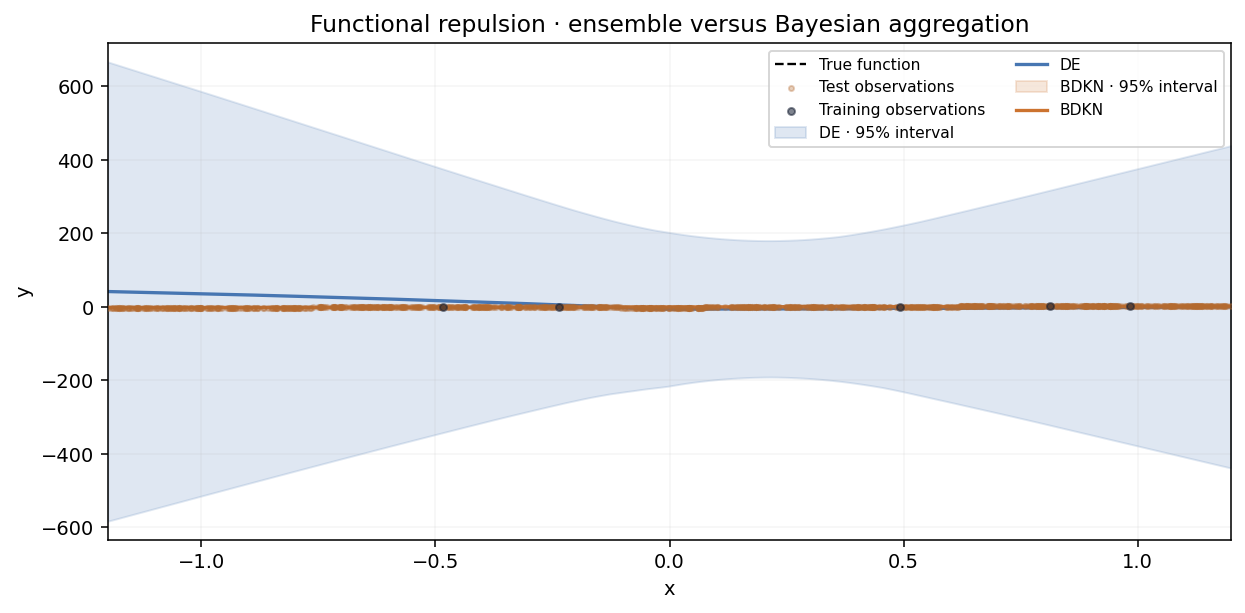 Functional repulsion · ensemble versus Bayesian aggregation
True function
Test observations
Training observations
DE · 95% interval
DE
BDKN · 95% interval
BDKN
y
600
400
200
0
−200
−400
−600
−1.0
−0.5
0.0
0.5
1.0
x